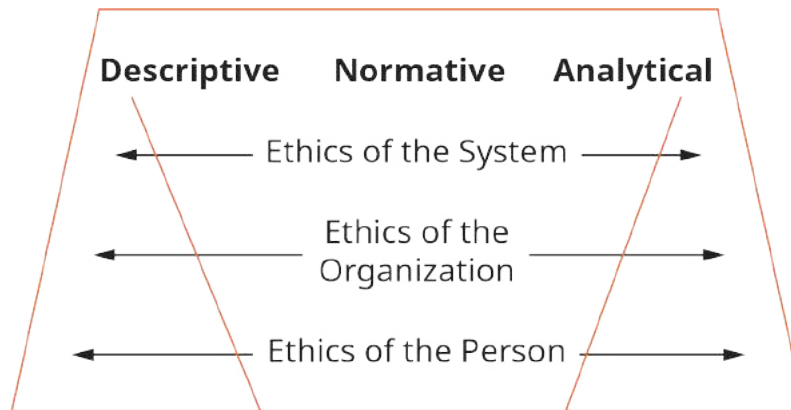 Descriptive Normative Analytical
Ethics of the System
Ethics of the
Organization
Ethics of the Person